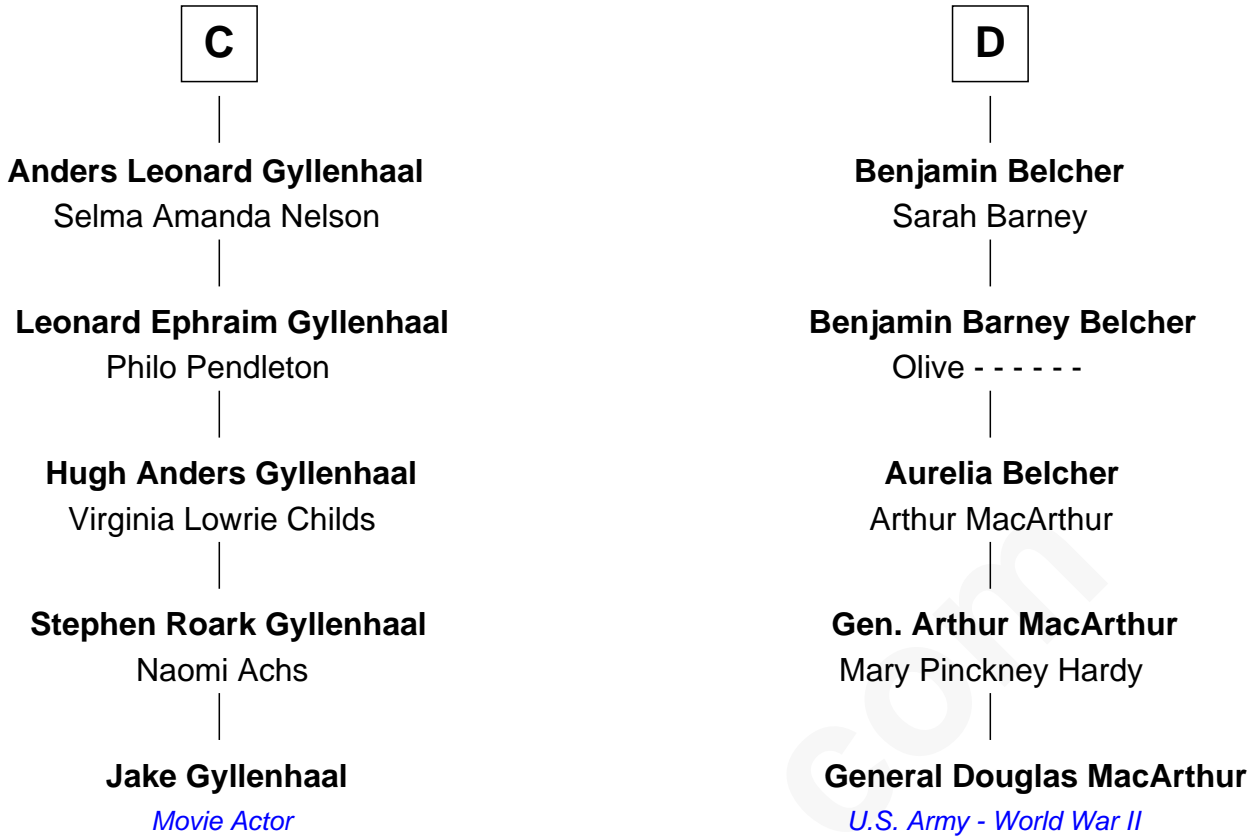 C
Anders Leonard Gyllenhaal
Selma Amanda Nelson
Leonard Ephraim Gyllenhaal
Philo Pendleton
Hugh Anders Gyllenhaal
Virginia Lowrie Childs
Stephen Roark Gyllenhaal
Naomi Achs
Jake Gyllenhaal
Movie Actor
D
Benjamin Belcher
Sarah Barney
Benjamin Barney Belcher
Olive - - - - - -
Aurelia Belcher
Arthur MacArthur
Gen. Arthur MacArthur
Mary Pinckney Hardy
General Douglas MacArthur
U.S. Army - World War II
com